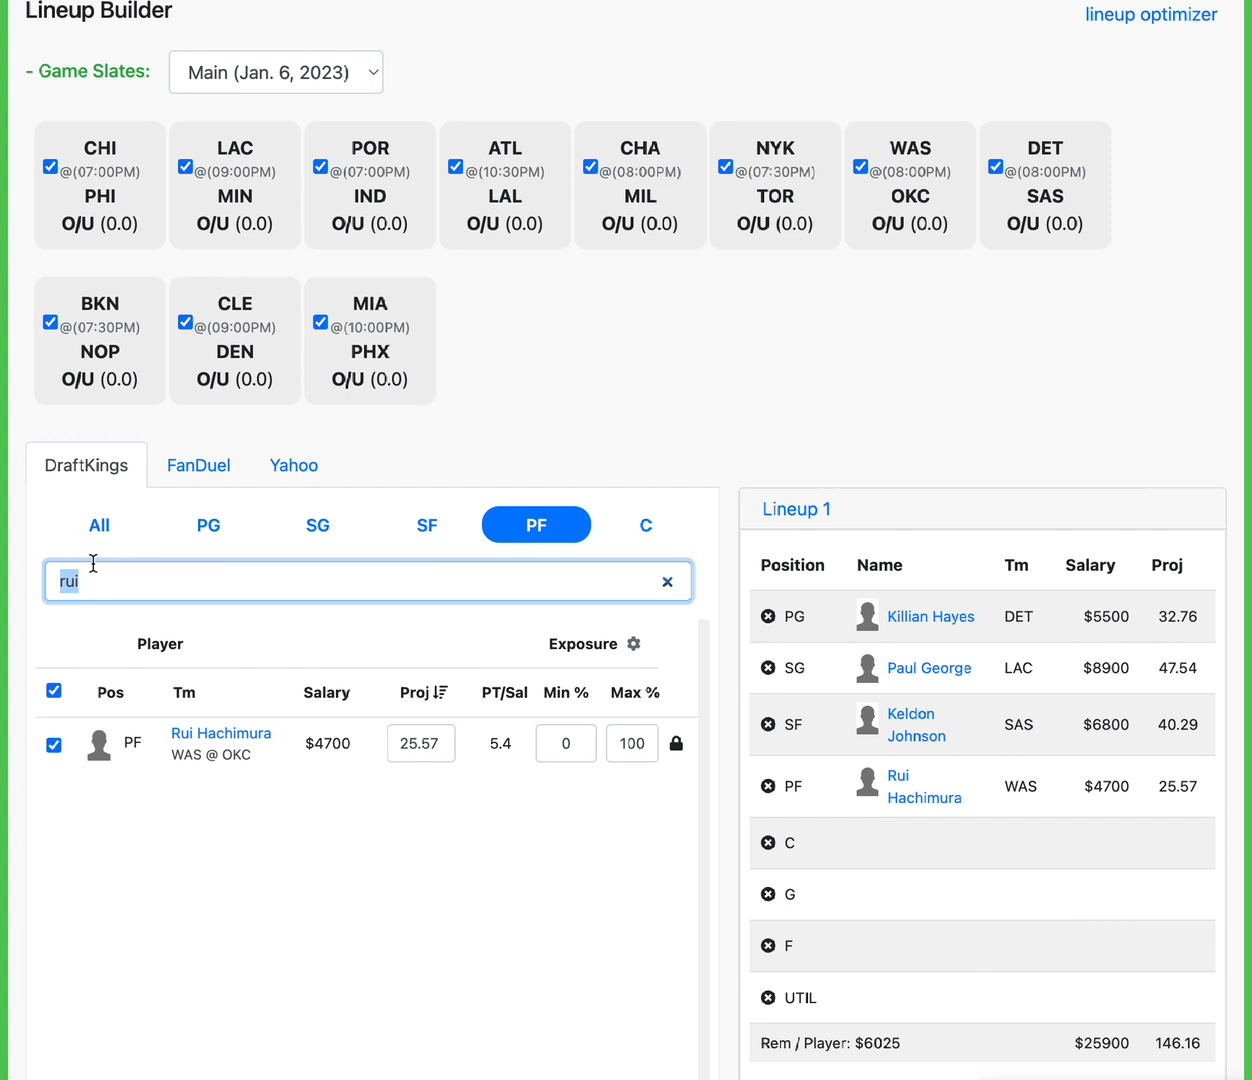 Lineup Builder
lineup optimizer
- Game Slates: Main (Jan. 6, 2023)
CHI
@(07:00PM)
PHI
O/U (0.0)
LAC
@(09:00PM)
MIN
O/U (0.0)
POR
@(07:00PM)
IND
O/U (0.0)
ATL
@(10:30PM)
LAL
O/U (0.0)
CHA
@(08:00PM)
MIL
O/U (0.0)
NYK
@(07:30PM)
TOR
O/U (0.0)
WAS
@(08:00PM)
OKC
O/U (0.0)
DET
@(08:00PM)
SAS
O/U (0.0)
BKN
@(07:30PM)
NOP
O/U (0.0)
CLE
@(09:00PM)
DEN
O/U (0.0)
MIA
@(10:00PM)
PHX
O/U (0.0)
DraftKings FanDuel Yahoo
All PG SG SF PF C
rui
Player Exposure
Pos Tm Salary Proj PT/Sal Min % Max %
PF Rui Hachimura $4700 25.57 5.4 0 100
WAS @ OKC
Lineup 1
Position Name Tm Salary Proj
PG Killian Hayes DET $5500 32.76
SG Paul George LAC $8900 47.54
SF Keldon Johnson SAS $6800 40.29
PF Rui Hachimura WAS $4700 25.57
C
G
F
UTIL
Rem / Player: $6025 $25900 146.16